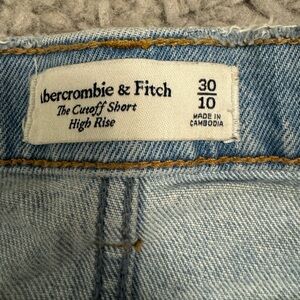 Abercrombie & Fitch
The Cutoff Short
High Rise
30
10
MADE IN
CAMBODIA